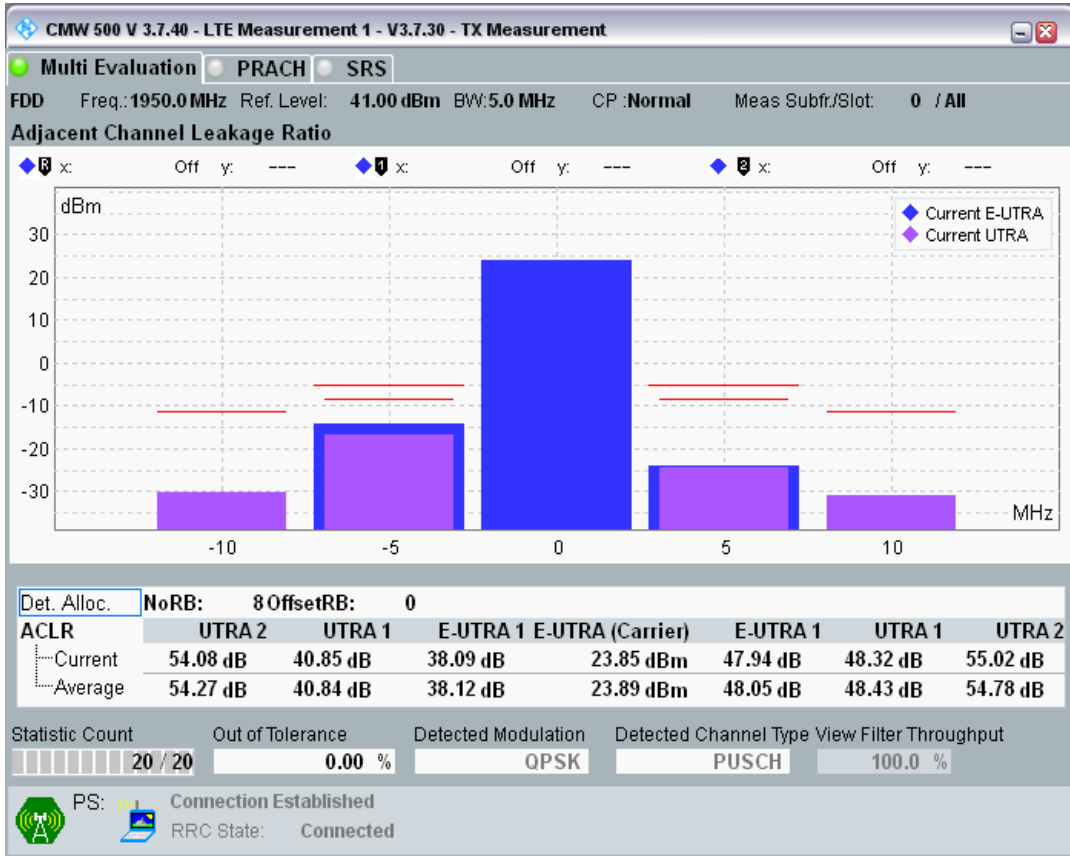 CMW 500 V 3.7.40 - LTE Measurement 1 - V3.7.30 - TX Measurement
Multi Evaluation PRACH SRS
FDD Freq.: 1950.0 MHz Ref. Level: 41.00 dBm BW: 5.0 MHz CP : Normal Meas Subfr./Slot: 0 / All
Adjacent Channel Leakage Ratio
R x: Off y: --- 1 x: Off y: --- 2 x: Off y: ---
dBm
Current E-UTRA
Current UTRA
30
20
10
0
-10
-20
-30
MHz
-10 -5 0 5 10
Det. Alloc. NoRB: 8 OffsetRB: 0
ACLR UTRA 2 UTRA 1 E-UTRA 1 E-UTRA (Carrier) E-UTRA 1 UTRA 1 UTRA 2
Current 54.08 dB 40.85 dB 38.09 dB 23.85 dBm 47.94 dB 48.32 dB 55.02 dB
Average 54.27 dB 40.84 dB 38.12 dB 23.89 dBm 48.05 dB 48.43 dB 54.78 dB
Statistic Count Out of Tolerance Detected Modulation Detected Channel Type View Filter Throughput
20 / 20 0.00 % QPSK PUSCH 100.0 %
PS: Connection Established
RRC State: Connected